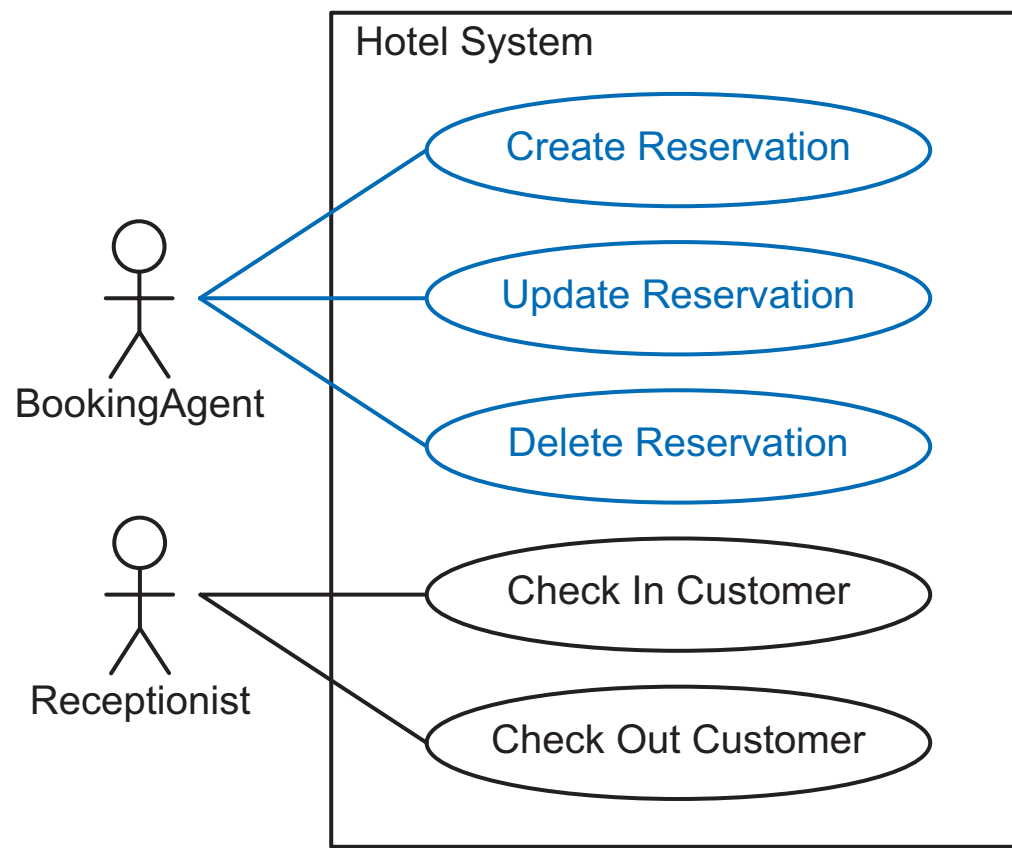 Hotel System
Create Reservation
Update Reservation
BookingAgent
Delete Reservation
Check In Customer
Receptionist
Check Out Customer